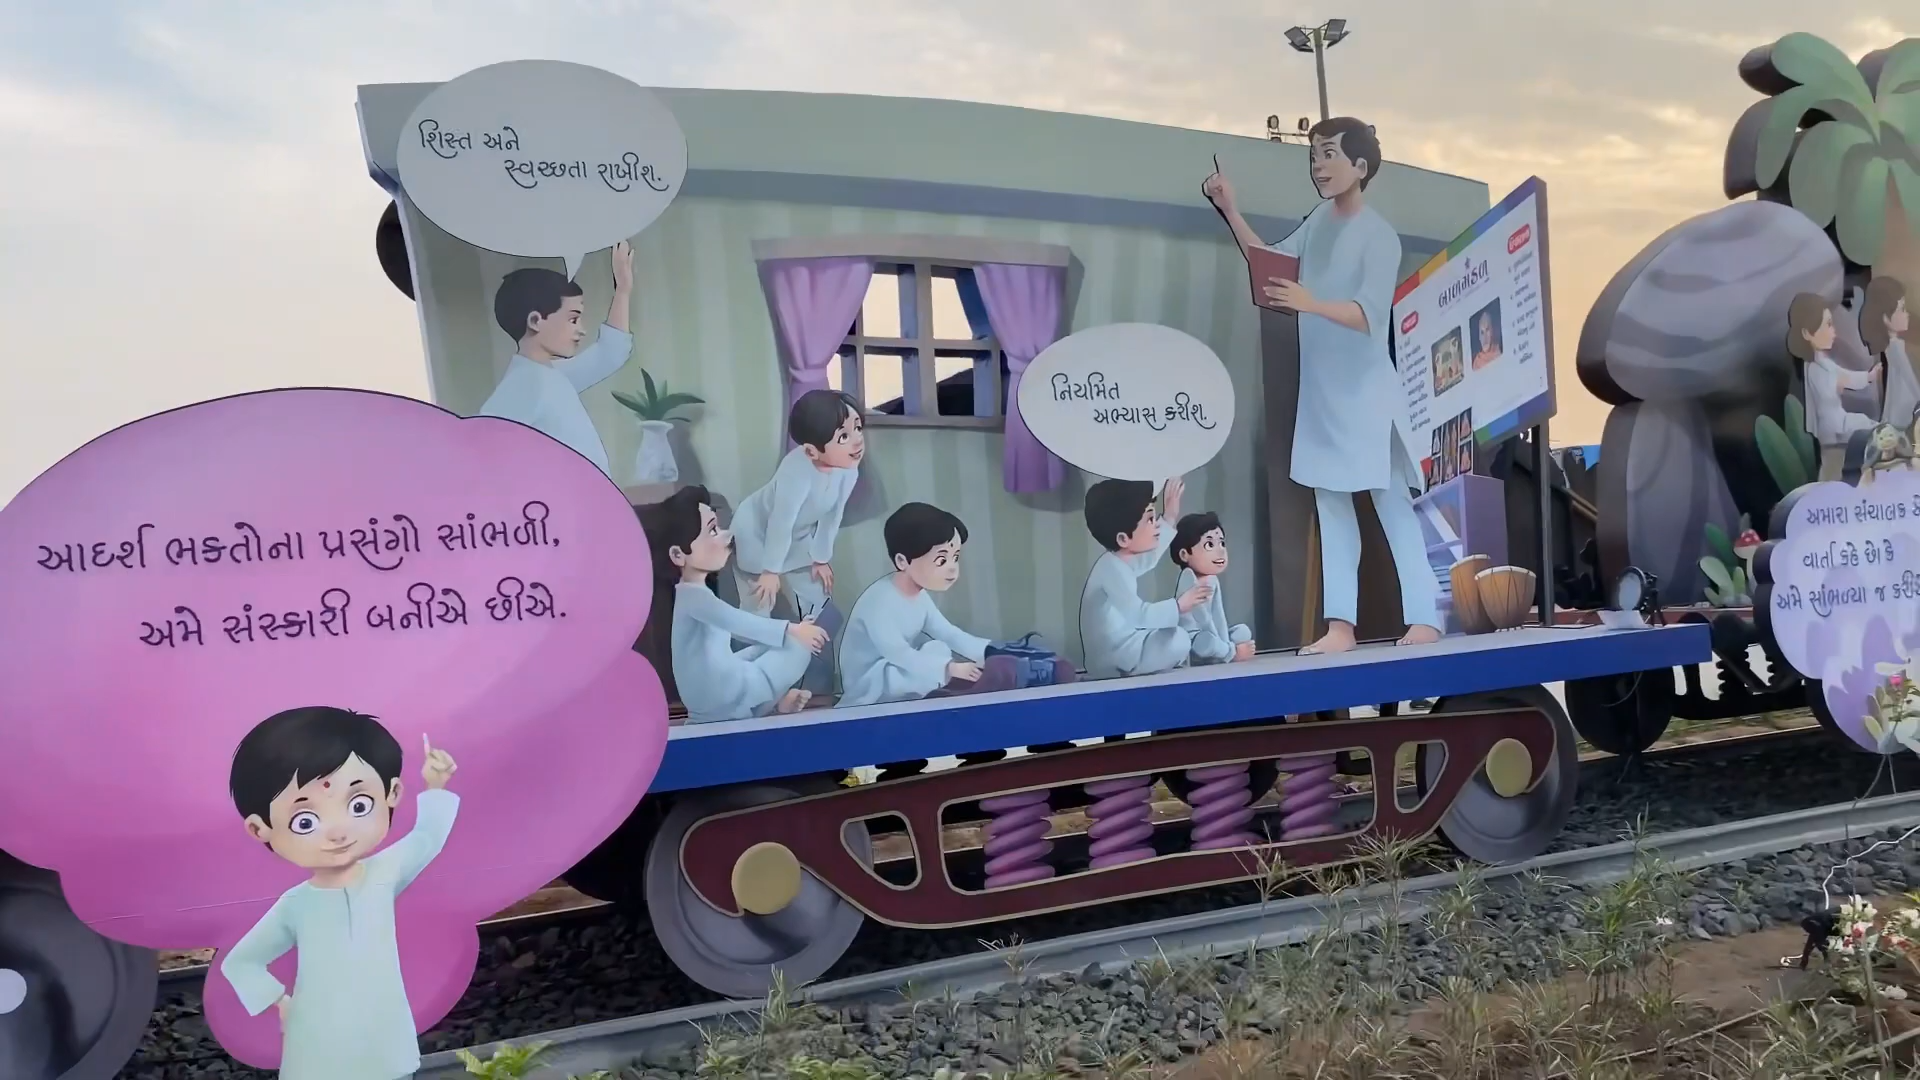 શિસ્ત અને
સ્વચ્છતા રાખીશ.
નિયમિત
અભ્યાસ કરીશ.
બાળમંડળ
આદર્શ ભક્તોના પ્રસંગો સાંભળી,
અમે સંસ્કારી બનીએ છીએ.
અમારા સંચાલક
વાર્તા કહે છે કે
અમે સાંભળ્યા જ